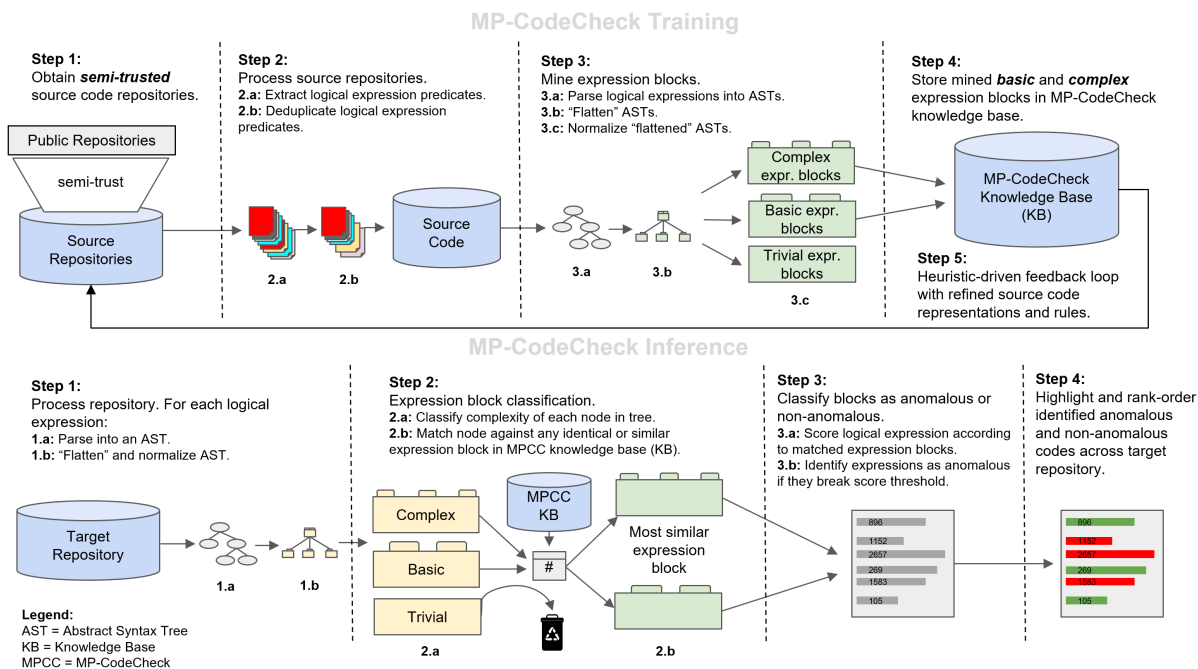 MP-CodeCheck Training
Step 1:
Obtain semi-trusted
source code repositories.
Public Repositories
semi-trust
Source
Repositories
Step 2:
Process source repositories.
2.a: Extract logical expression predicates.
2.b: Deduplicate logical expression
predicates.
2.a
2.b
Source
Code
Step 3:
Mine expression blocks.
3.a: Parse logical expressions into ASTs.
3.b: “Flatten” ASTs.
3.c: Normalize “flattened” ASTs.
3.a
3.b
Complex
expr. blocks
Basic expr.
blocks
Trivial expr.
blocks
3.c
Step 4:
Store mined basic and complex
expression blocks in MP-CodeCheck
knowledge base.
MP-CodeCheck
Knowledge Base
(KB)
Step 5:
Heuristic-driven feedback loop
with refined source code
representations and rules.
MP-CodeCheck Inference
Step 1:
Process repository. For each logical
expression:
1.a: Parse into an AST.
1.b: “Flatten” and normalize AST.
Target
Repository
1.a
1.b
Legend:
AST = Abstract Syntax Tree
KB = Knowledge Base
MPCC = MP-CodeCheck
Step 2:
Expression block classification.
2.a: Classify complexity of each node in tree.
2.b: Match node against any identical or similar
expression block in MPCC knowledge base (KB).
Complex
Basic
Trivial
2.a
MPCC
KB
#
Most similar
expression
block
2.b
Step 3:
Classify blocks as anomalous or
non-anomalous.
3.a: Score logical expression according
to matched expression blocks.
3.b: Identify expressions as anomalous
if they break score threshold.
896
1152
2657
269
1583
105
Step 4:
Highlight and rank-order
identified anomalous
and non-anomalous
codes across target
repository.
896
1152
2657
269
1583
105